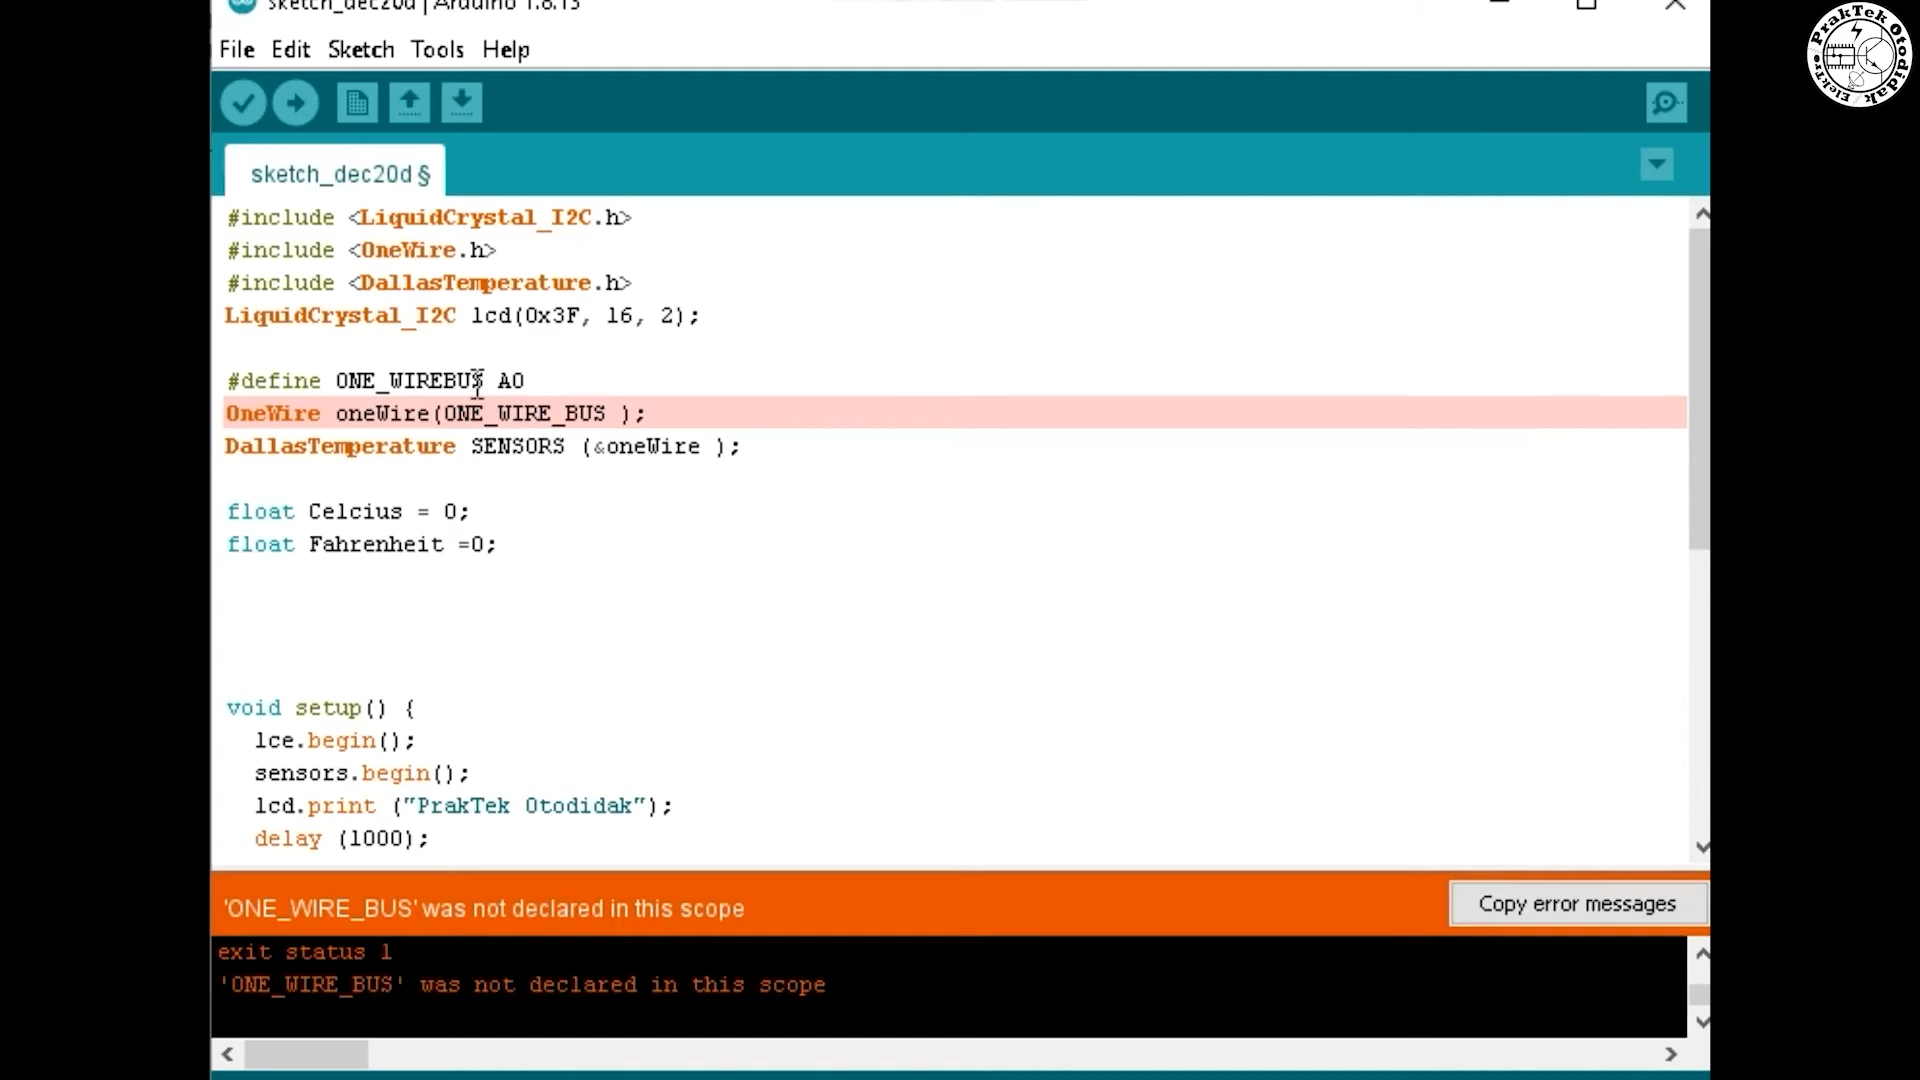 sketch_dec20d | Arduino 1.8.13
File Edit Sketch Tools Help
sketch_dec20d §
#include <LiquidCrystal_I2C.h>
#include <OneWire.h>
#include <DallasTemperature.h>
LiquidCrystal_I2C lcd(0x3F, 16, 2);
#define ONE_WIREBUS A0
OneWire oneWire(ONE_WIRE_BUS );
DallasTemperature SENSORS (&oneWire );
float Celcius = 0;
float Fahrenheit =0;
void setup() {
lce.begin();
sensors.begin();
lcd.print ("PrakTek Otodidak");
delay (1000);
'ONE_WIRE_BUS' was not declared in this scope
Copy error messages
exit status 1
'ONE_WIRE_BUS' was not declared in this scope
PrakTek Otodidak
Elektro